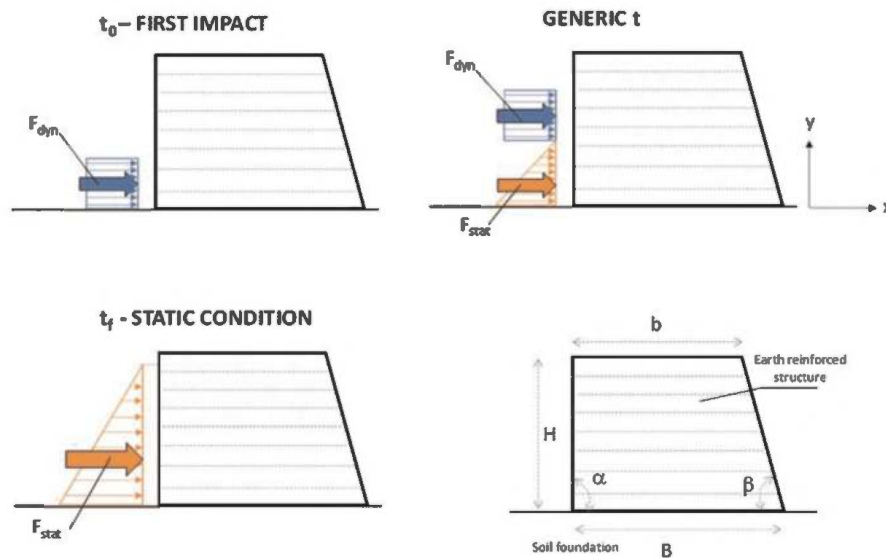 t0 – FIRST IMPACT
Fdyn
GENERIC t
Fdyn
Fstat
y
x
tf - STATIC CONDITION
Fstat
b
Earth reinforced
structure
H
α
β
B
Soil foundation